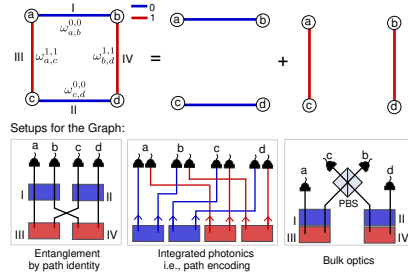 a I b 0
1
ω^{0,0}_{a,b}
III ω^{1,1}_{a,c} ω^{1,1}_{b,d} IV
ω^{0,0}_{c,d}
c II d
=
a b
c d
+
a b
c d
Setups for the Graph:
a b c d
I II
III IV
Entanglement
by path identity
a b c d
Integrated photonics
i.e., path encoding
c b
a d
PBS
I II
III IV
Bulk optics